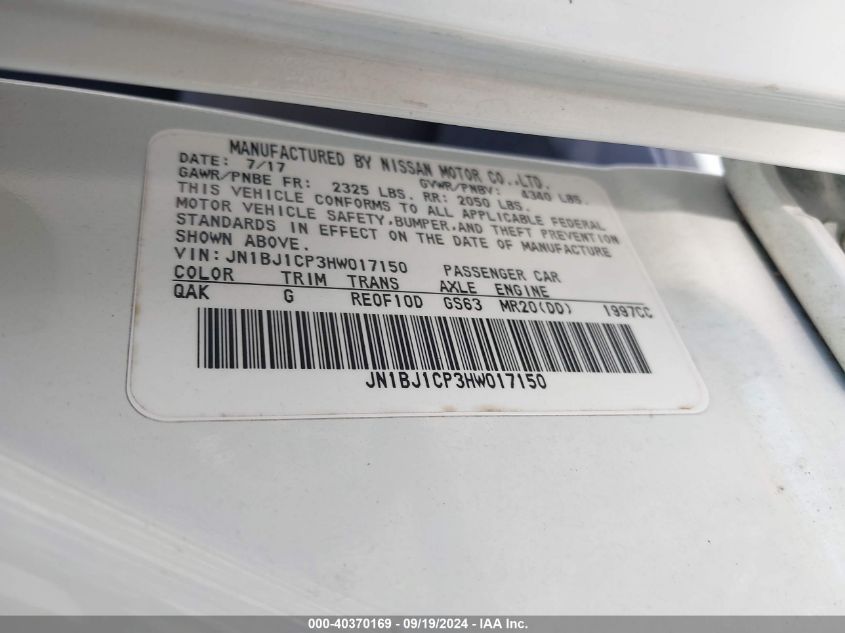 MANUFACTURED BY NISSAN MOTOR CO.,LTD.
DATE: 7/17 GVWR/PNBV: 4340 LBS.
GAWR/PNBE FR: 2325 LBS. RR: 2050 LBS.
THIS VEHICLE CONFORMS TO ALL APPLICABLE FEDERAL
MOTOR VEHICLE SAFETY,BUMPER,AND THEFT PREVENTION
STANDARDS IN EFFECT ON THE DATE OF MANUFACTURE
SHOWN ABOVE.
VIN: JN1BJ1CP3HW017150 PASSENGER CAR
COLOR TRIM TRANS AXLE ENGINE
QAK G RE0F10D GS63 MR20(DD) 1997CC
JN1BJ1CP3HW017150
000-40370169 - 09/19/2024 - IAA Inc.